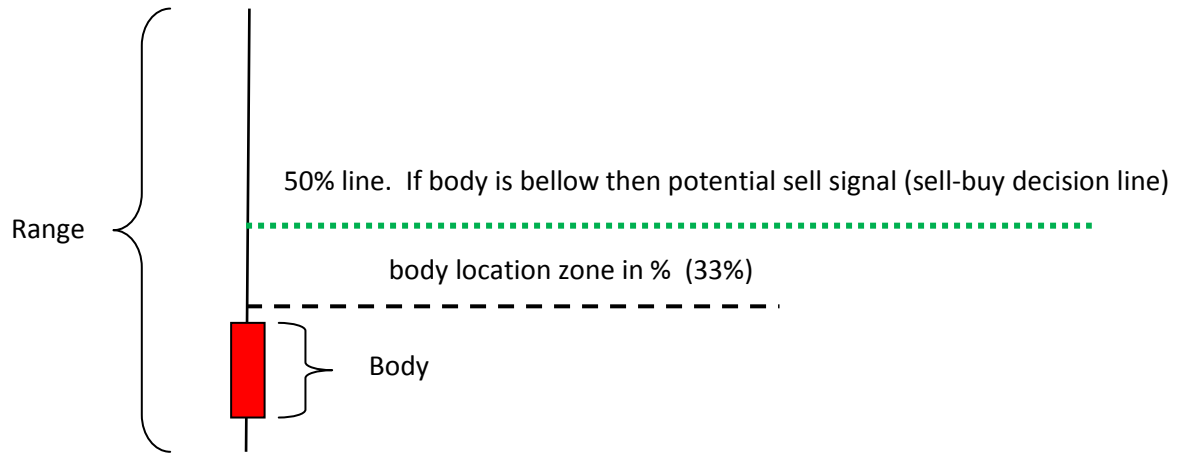 50% line.  If body is bellow then potential sell signal (sell-buy decision line)
Range
body location zone in %  (33%)
Body